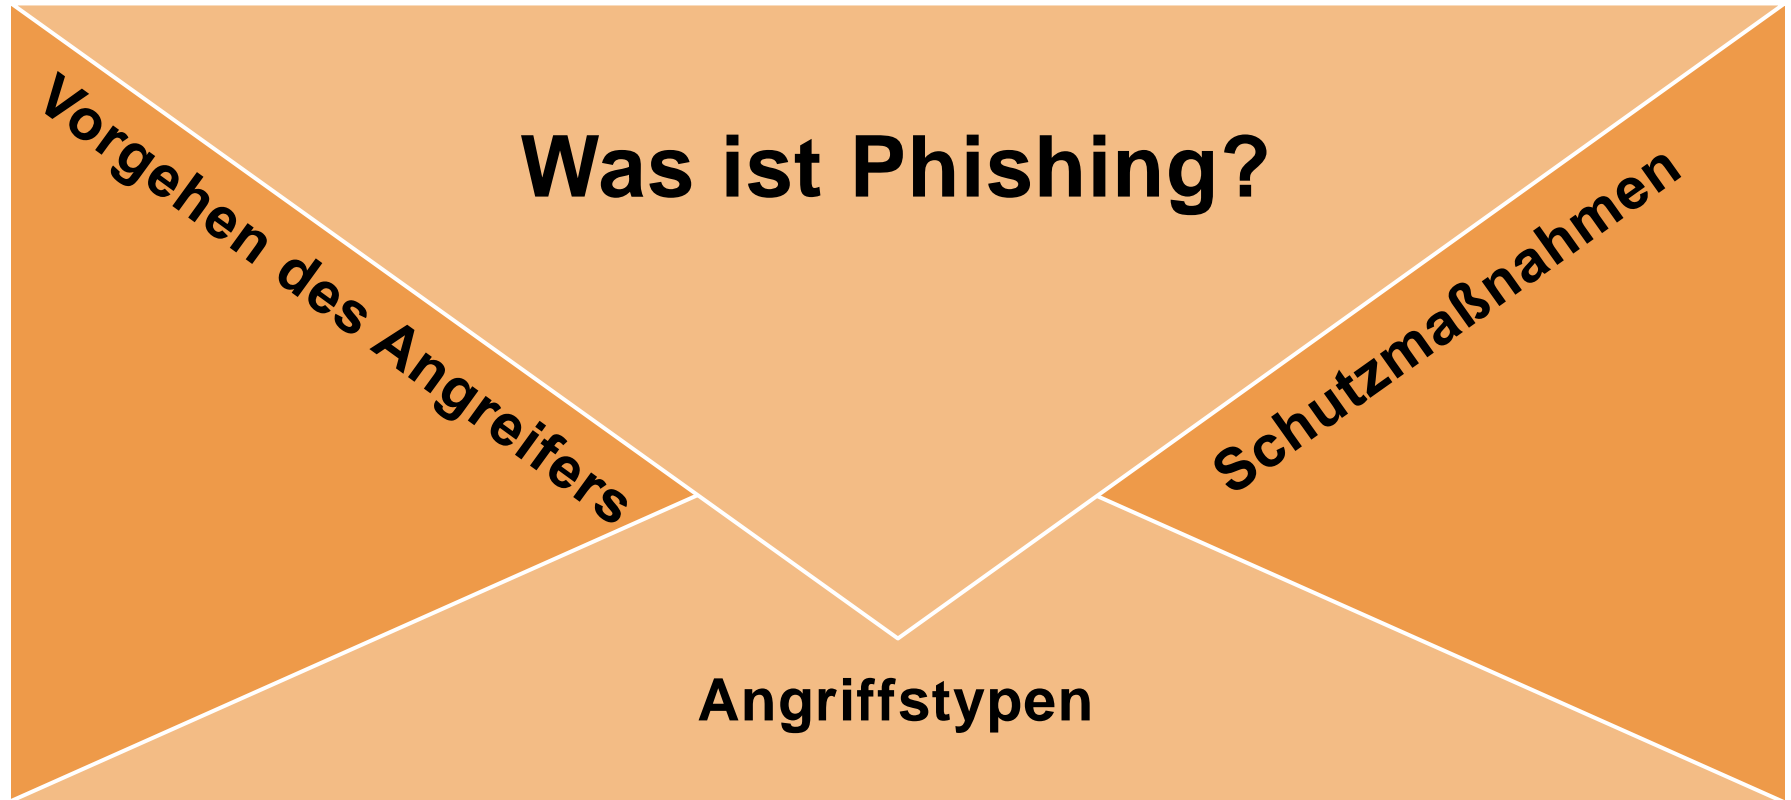 Was ist Phishing?
Vorgehen des Angreifers
Schutzmaßnahmen
Angriffstypen